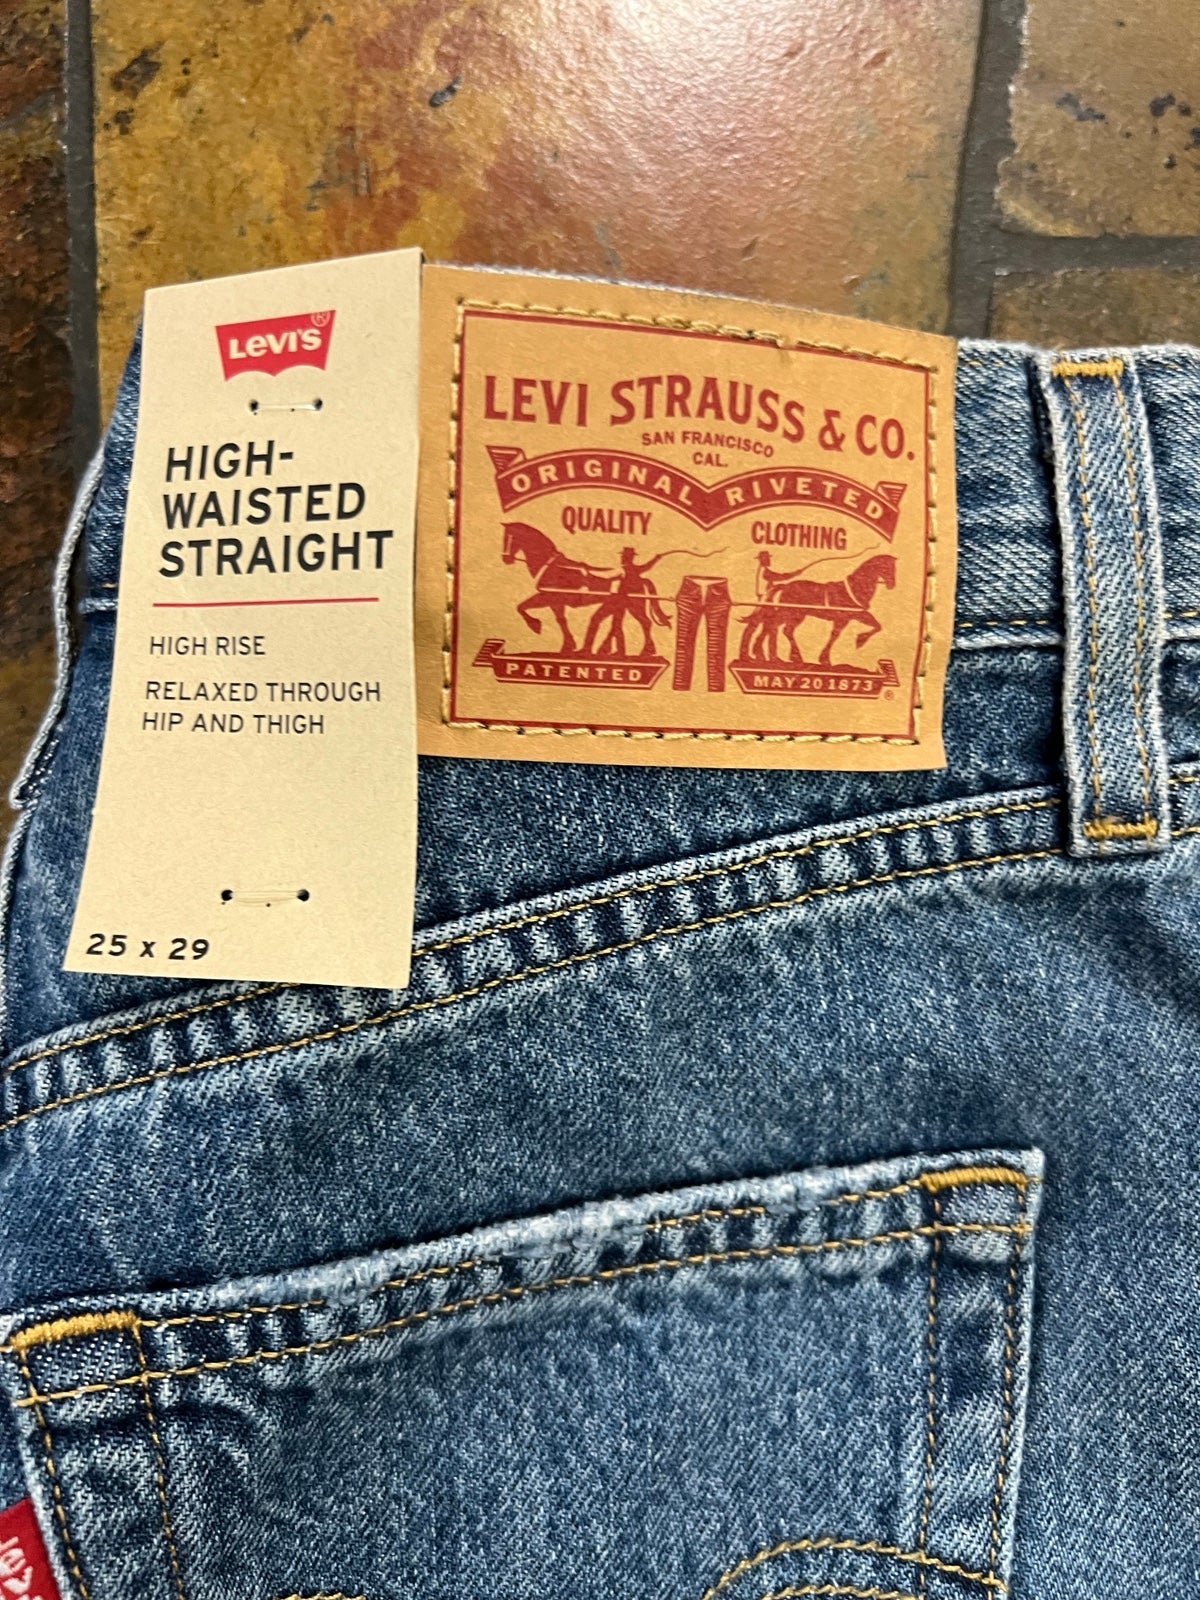 LEVI'S®
HIGH-
WAISTED
STRAIGHT
HIGH RISE
RELAXED THROUGH
HIP AND THIGH
25 x 29
LEVI STRAUSS & CO.
SAN FRANCISCO
CAL.
ORIGINAL RIVETED
QUALITY CLOTHING
PATENTED MAY 20 1873 ®
Levi's